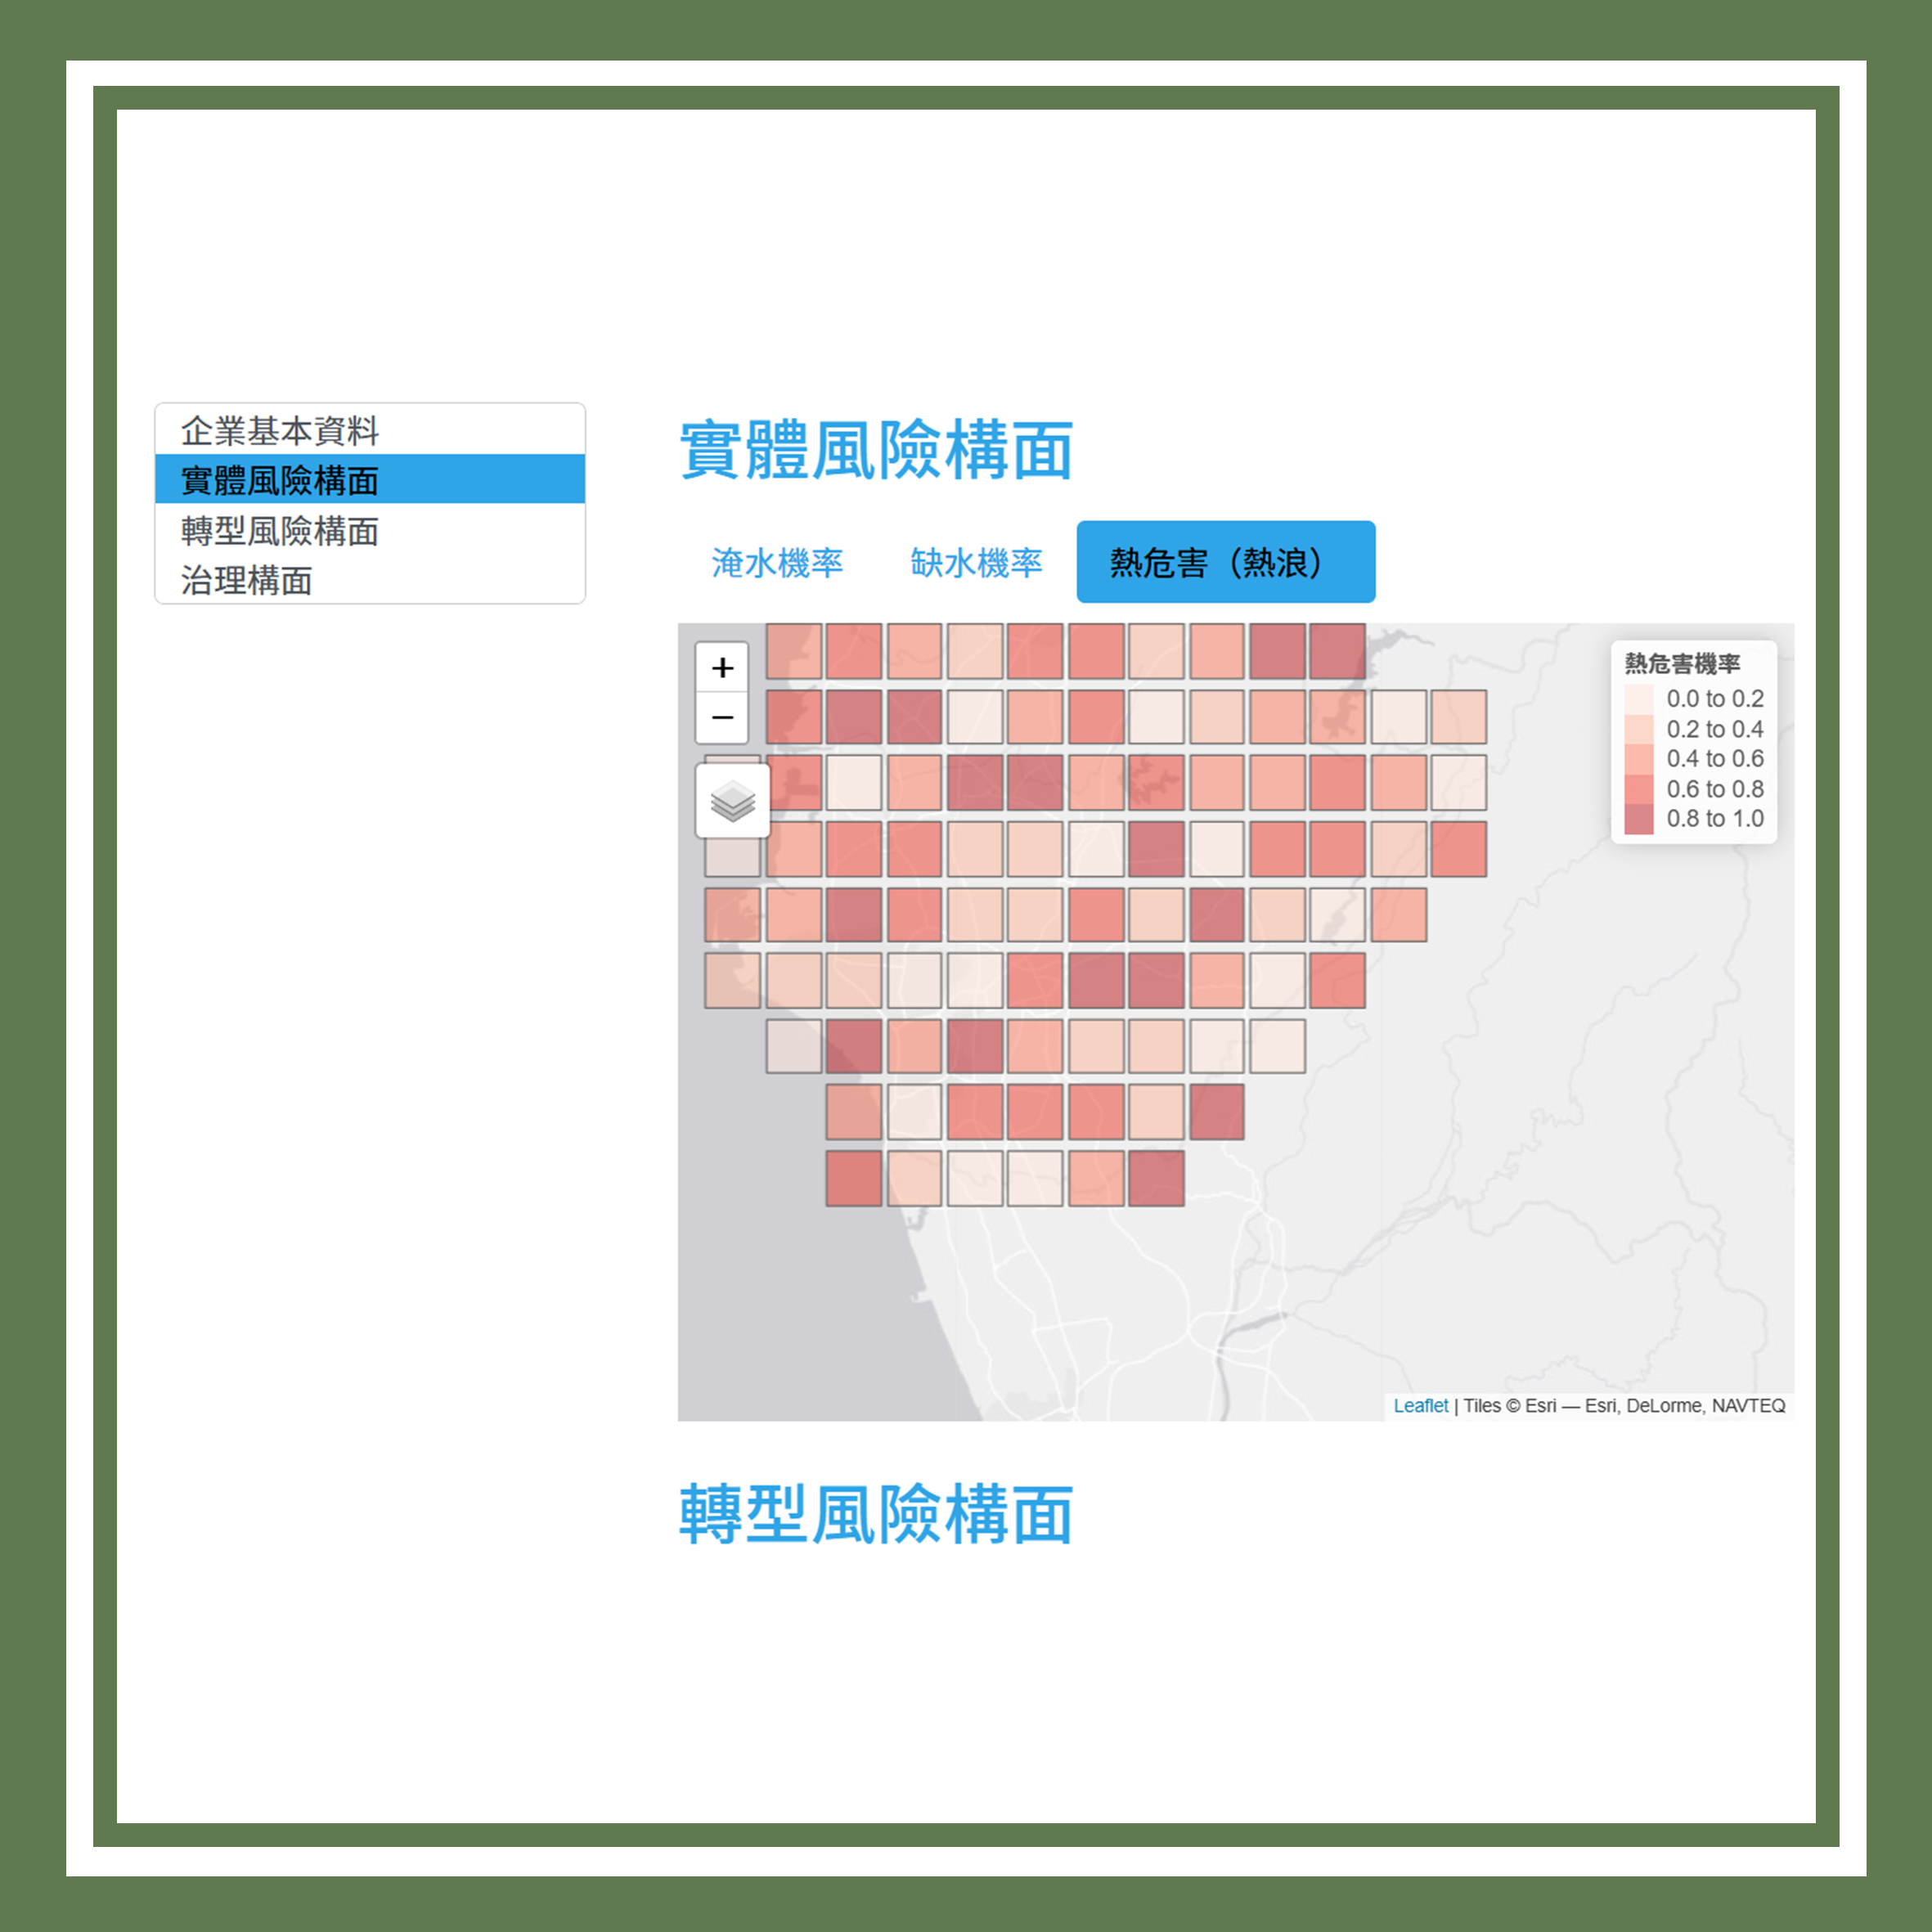 企業基本資料
實體風險構面
轉型風險構面
治理構面
實體風險構面
淹水機率
缺水機率
熱危害（熱浪）
+
−
熱危害機率
0.0 to 0.2
0.2 to 0.4
0.4 to 0.6
0.6 to 0.8
0.8 to 1.0
Leaflet | Tiles © Esri — Esri, DeLorme, NAVTEQ
轉型風險構面